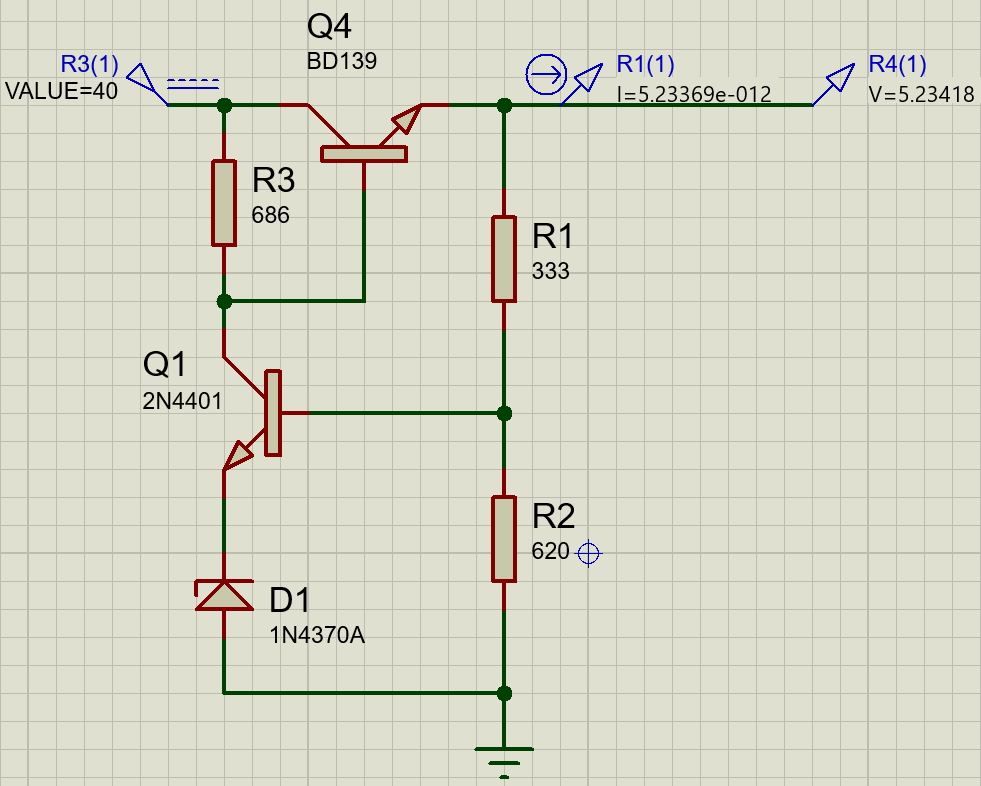 Q4
BD139
R3(1)
VALUE=40
R1(1)
I=5.23369e-012
R4(1)
V=5.23418
R3
686
R1
333
Q1
2N4401
R2
620
D1
1N4370A